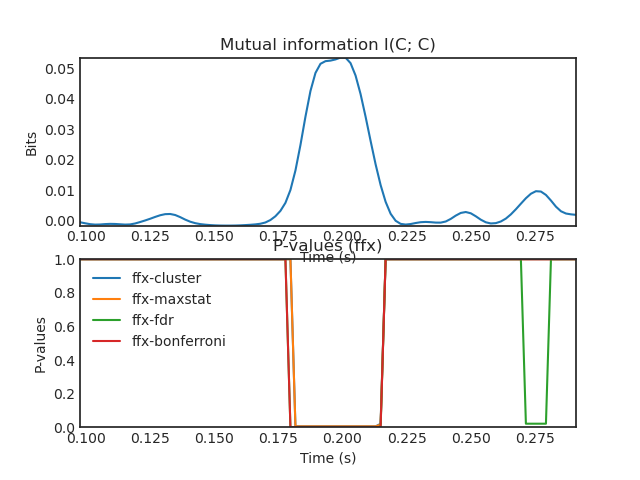 Mutual information I(C; C)
Bits
0.05
0.04
0.03
0.02
0.01
0.00
0.100 0.125 0.150 0.175 0.200 0.225 0.250 0.275
Time (s)
P-values (ffx)
P-values
1.0
0.8
0.6
0.4
0.2
0.0
ffx-cluster
ffx-maxstat
ffx-fdr
ffx-bonferroni
0.100 0.125 0.150 0.175 0.200 0.225 0.250 0.275
Time (s)